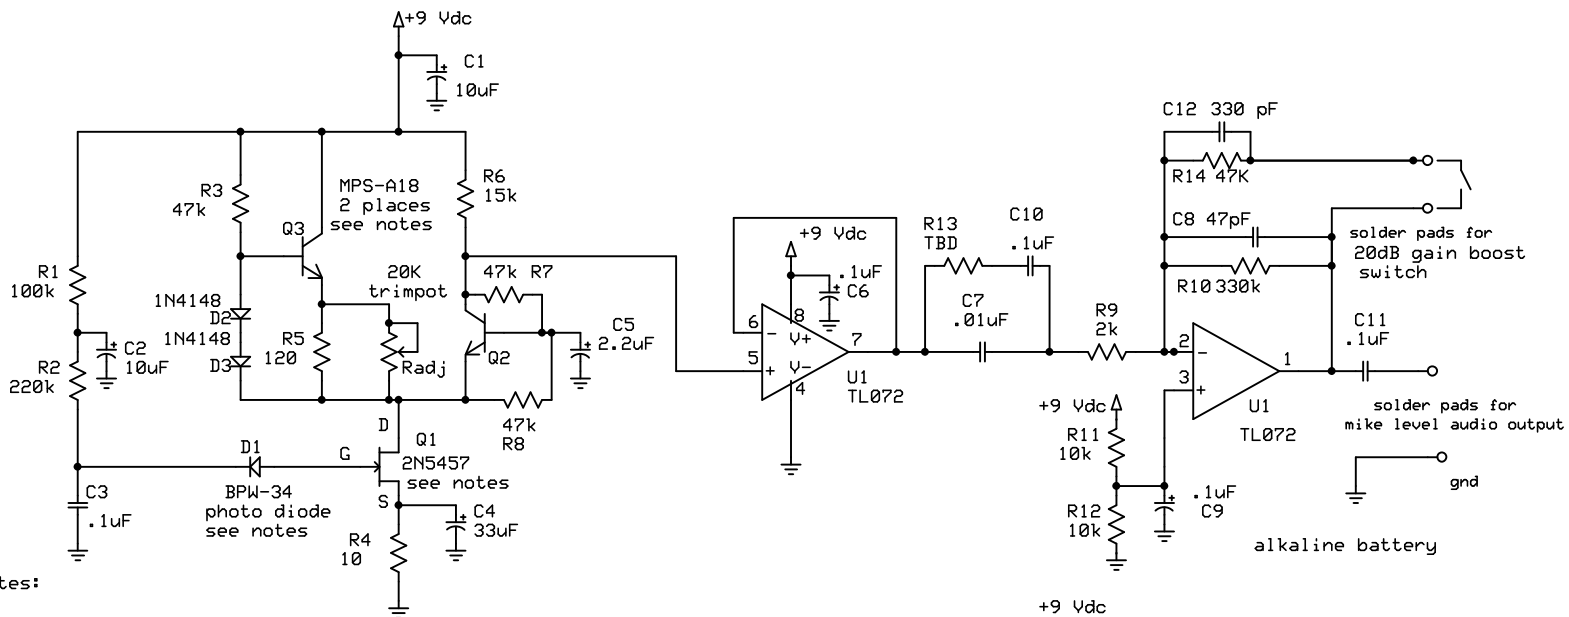 +9 Vdc
C1
10uF
R3
47k
MPS-A18
2 places
see notes
R6
15k
Q3
R1
100k
20K
trimpot
47k R7
1N4148
D2
1N4148
D3
R5
120
Radj
Q2
C5
2.2uF
C2
10uF
R2
220k
47k
R8
D
Q1
2N5457
see notes
G
S
D1
BPW-34
photo diode
see notes
C3
.1uF
C4
33uF
R4
10
tes:
+9 Vdc
.1uF
C6
8
V+
V-
4
6
-
5
+
7
U1
TL072
R13
TBD
C10
.1uF
C7
.01uF
R9
2k
C12 330 pF
R14 47K
C8 47pF
R10 330k
solder pads for
20dB gain boost
switch
2
-
3
+
1
U1
TL072
C11
.1uF
solder pads for
mike level audio output
gnd
+9 Vdc
R11
10k
R12
10k
.1uF
C9
alkaline battery
+9 Vdc